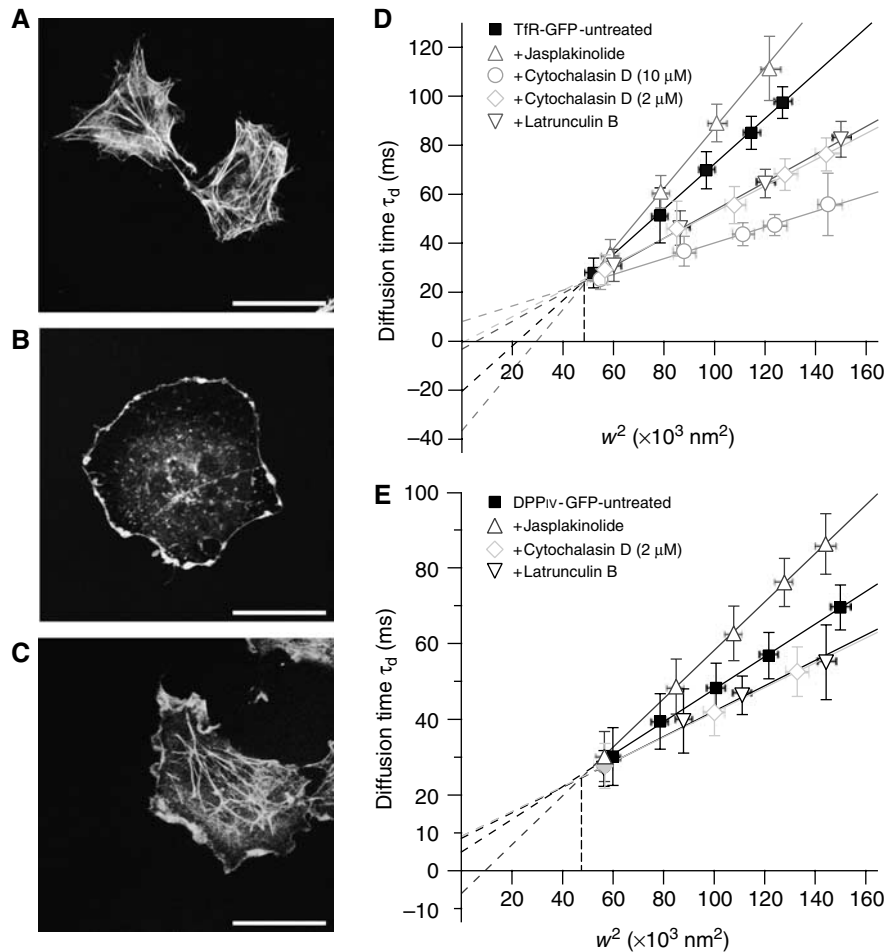 A
B
C
D
TfR-GFP-untreated
+Jasplakinolide
+Cytochalasin D (10 μM)
+Cytochalasin D (2 μM)
+Latrunculin B
Diffusion time τd (ms)
120
100
80
60
40
20
0
−20
−40
20 40 60 80 100 120 140 160
w² (×10³ nm²)
E
DPPIV-GFP-untreated
+Jasplakinolide
+Cytochalasin D (2 μM)
+Latrunculin B
Diffusion time τd (ms)
100
80
60
40
20
10
0
−10
20 40 60 80 100 120 140 160
w² (×10³ nm²)